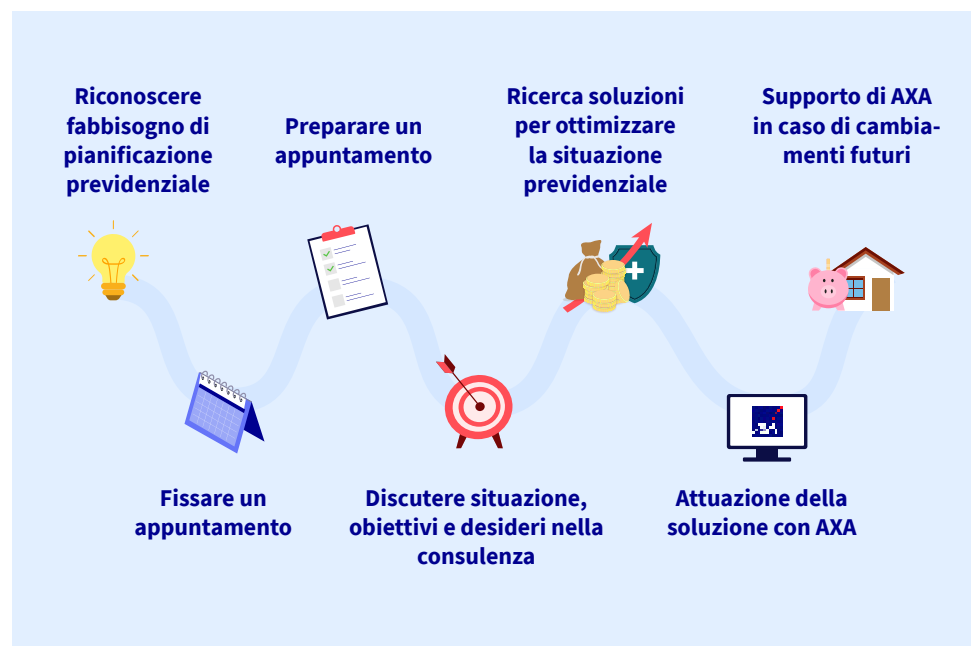 Riconoscere
fabbisogno di
pianificazione
previdenziale
Fissare un
appuntamento
Preparare un
appuntamento
Discutere situazione,
obiettivi e desideri nella
consulenza
Ricerca soluzioni
per ottimizzare
la situazione
previdenziale
Attuazione della
soluzione con AXA
Supporto di AXA
in caso di cambia-
menti futuri